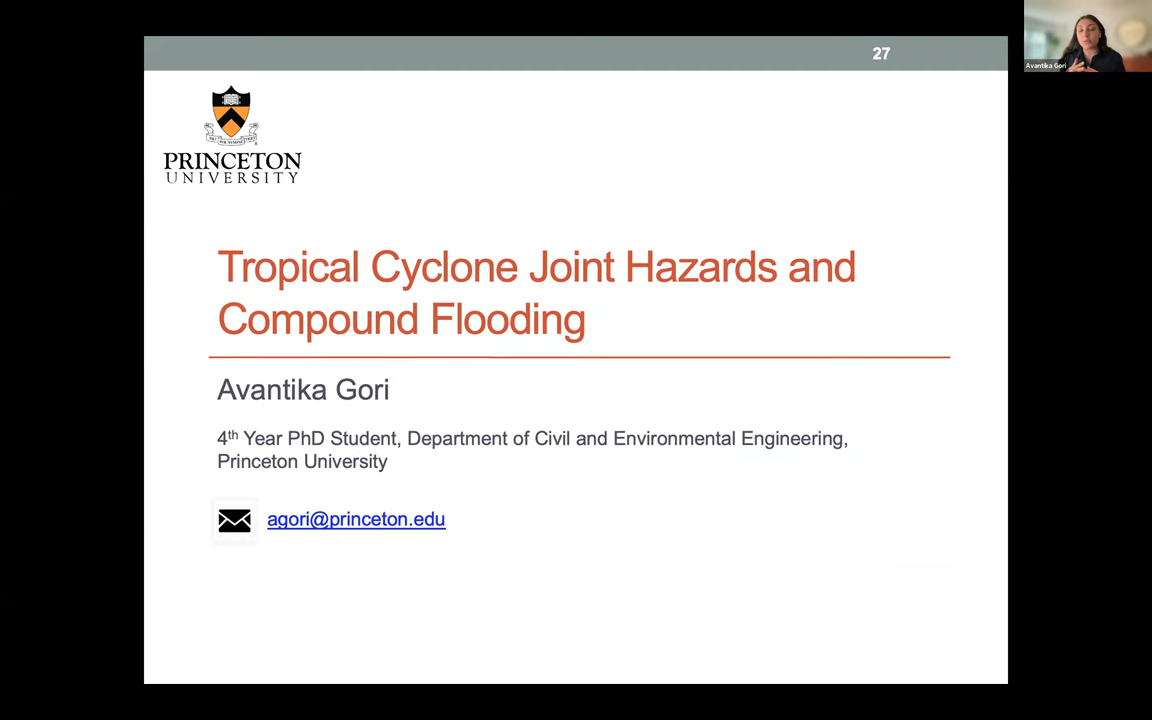 27
Avantika Gori
PRINCETON
UNIVERSITY
Tropical Cyclone Joint Hazards and
Compound Flooding
Avantika Gori
4th Year PhD Student, Department of Civil and Environmental Engineering,
Princeton University
agori@princeton.edu